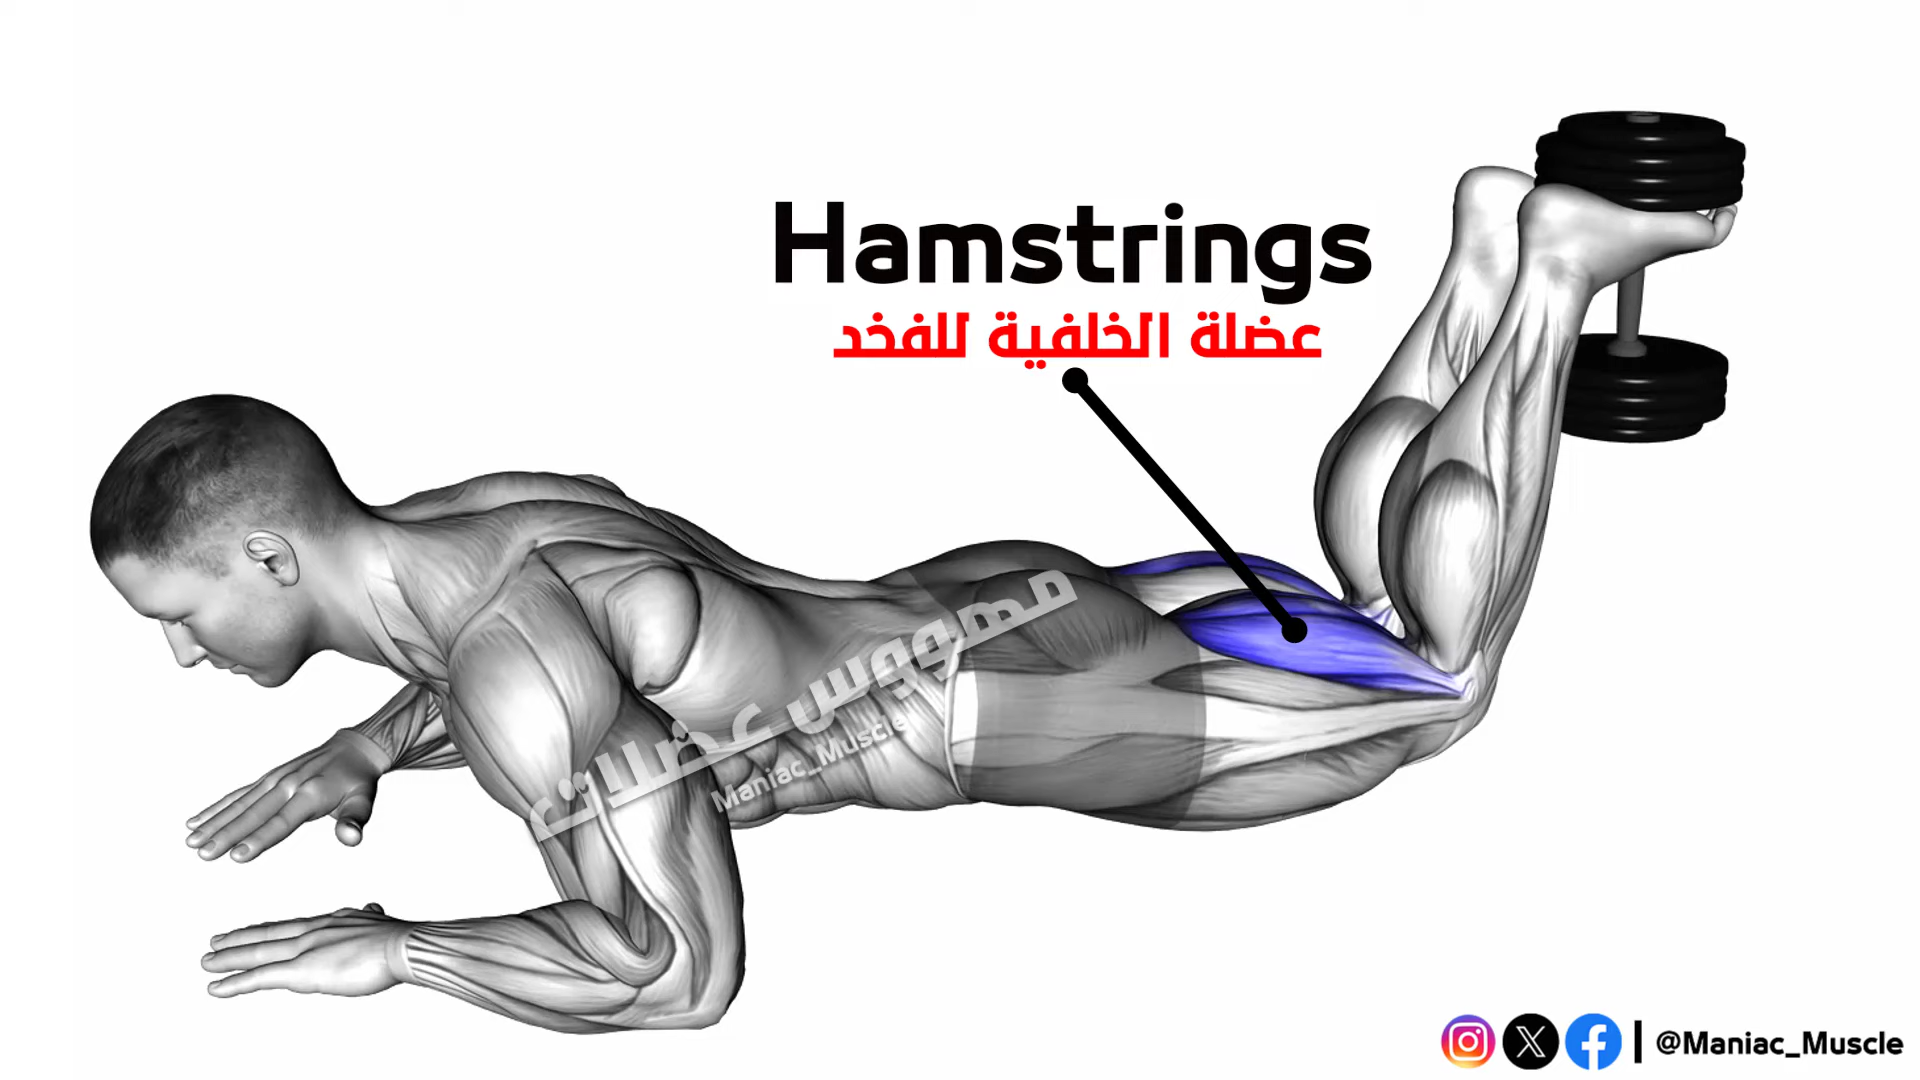 Hamstrings
عضلة الخلفية للفخد
مهووس عضلات
Maniac_Muscle
@Maniac_Muscle